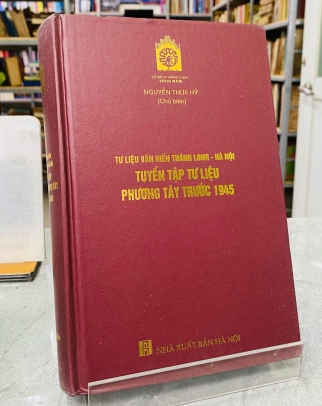 NGUYỄN THỪA HỶ
(Chủ biên)
TƯ LIỆU VĂN HIẾN THĂNG LONG - HÀ NỘI
TUYỂN TẬP TƯ LIỆU
PHƯƠNG TÂY TRƯỚC 1945
NHÀ XUẤT BẢN HÀ NỘI